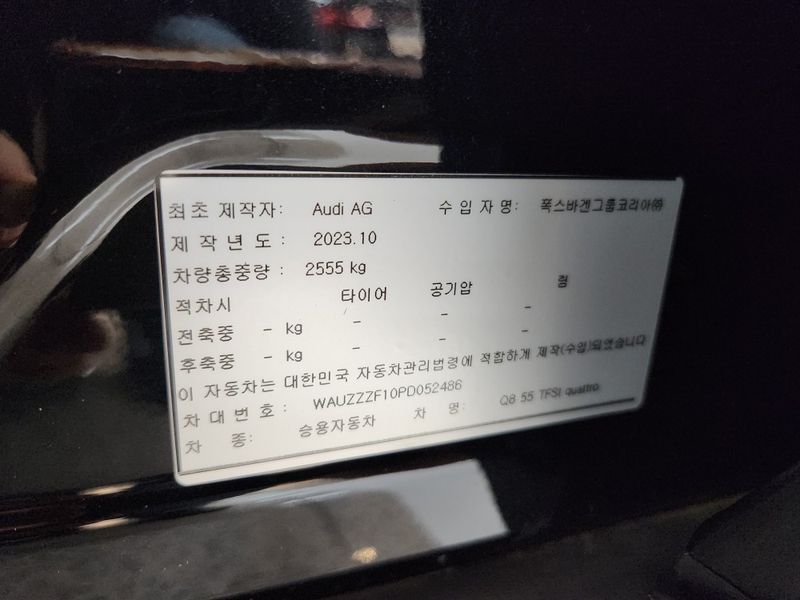 최초 제작자: Audi AG 수 입 자 명: 폭스바겐그룹코리아㈜
제 작 년 도 : 2023.10
차량총중량 : 2555 kg
적차시 타이어 공기압 림
전축중 - kg - - -
후축중 - kg - - -
이 자동차는 대한민국 자동차관리법령에 적합하게 제작(수입)되었습니다
차 대 번 호 : WAUZZZF10PD052486
차 종: 승용자동차 차 명: Q8 55 TFSI quattro